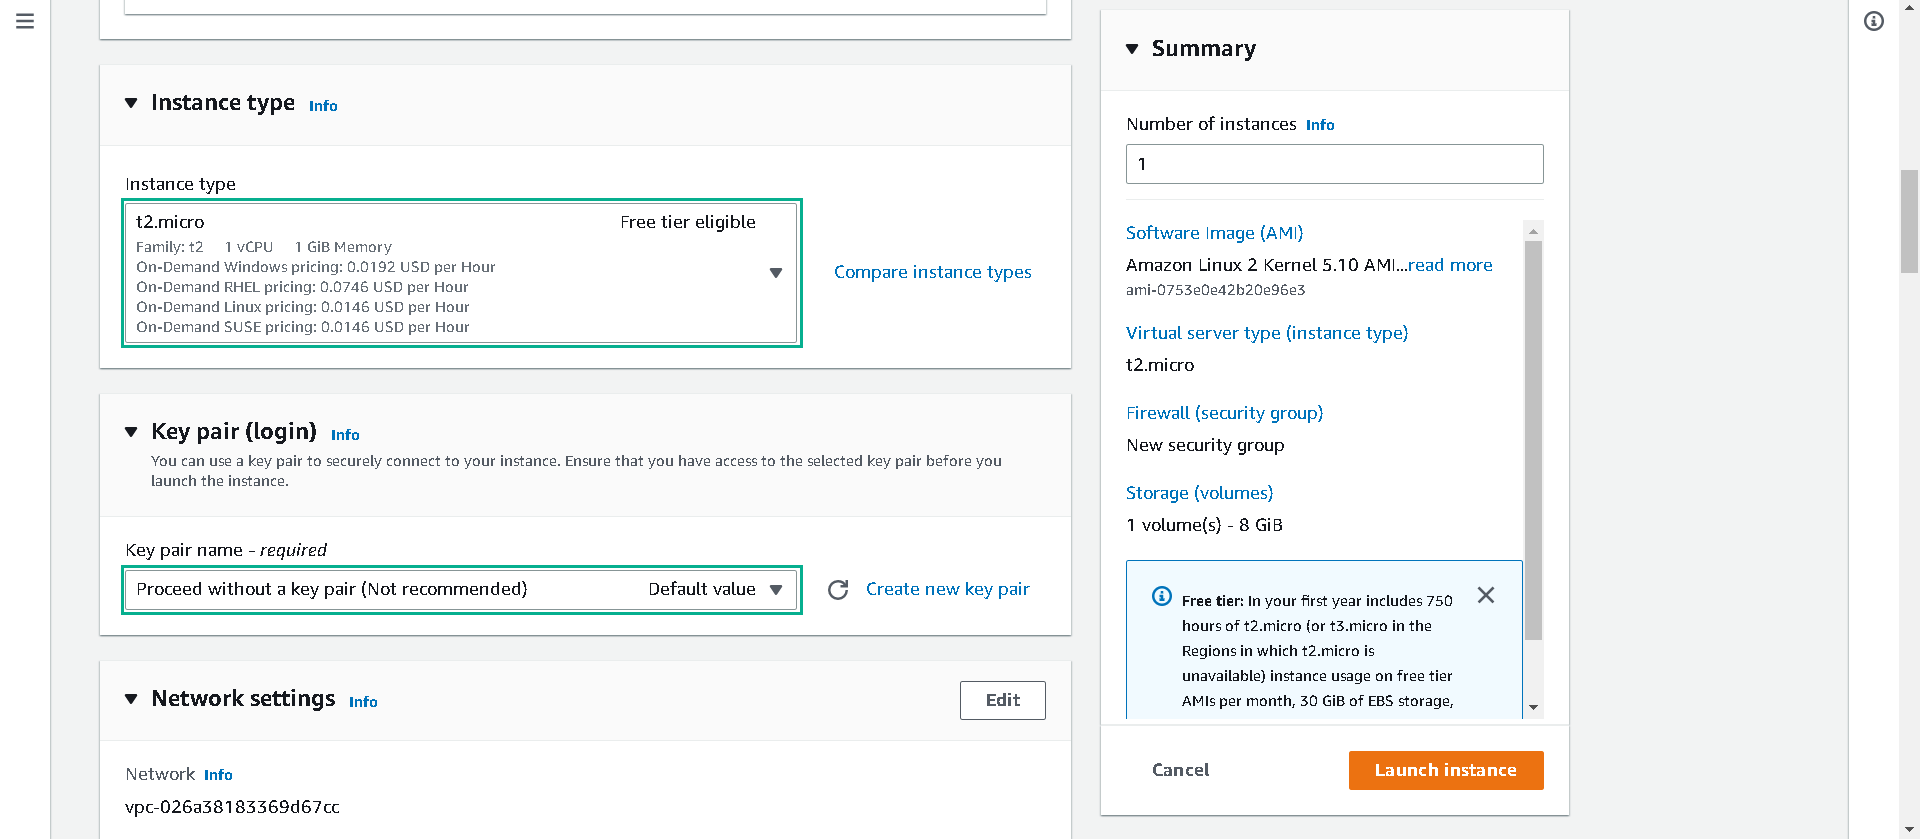 Instance type Info
Instance type
t2.micro Free tier eligible
Family: t2 1 vCPU 1 GiB Memory
On-Demand Windows pricing: 0.0192 USD per Hour
On-Demand RHEL pricing: 0.0746 USD per Hour
On-Demand Linux pricing: 0.0146 USD per Hour
On-Demand SUSE pricing: 0.0146 USD per Hour
Compare instance types
Key pair (login) Info
You can use a key pair to securely connect to your instance. Ensure that you have access to the selected key pair before you
launch the instance.
Key pair name - required
Proceed without a key pair (Not recommended) Default value
Create new key pair
Network settings Info
Edit
Network Info
vpc-026a38183369d67cc
Summary
Number of instances Info
1
Software Image (AMI)
Amazon Linux 2 Kernel 5.10 AMI...read more
ami-0753e0e42b20e96e3
Virtual server type (instance type)
t2.micro
Firewall (security group)
New security group
Storage (volumes)
1 volume(s) - 8 GiB
Free tier: In your first year includes 750
hours of t2.micro (or t3.micro in the
Regions in which t2.micro is
unavailable) instance usage on free tier
AMIs per month, 30 GiB of EBS storage,
Cancel
Launch instance